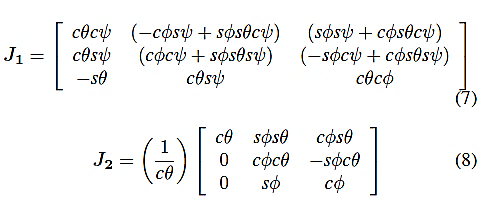 J₁ = [ cθcψ (−cϕsψ + sϕsθcψ) (sϕsψ + cϕsθcψ)
cθsψ (cϕcψ + sϕsθsψ) (−sϕcψ + cϕsθsψ)
−sθ cθsψ cθcϕ ]
(7)
J₂ = (1/cθ) [ cθ sϕsθ cϕsθ
0 cϕcθ −sϕcθ
0 sϕ cϕ ] (8)